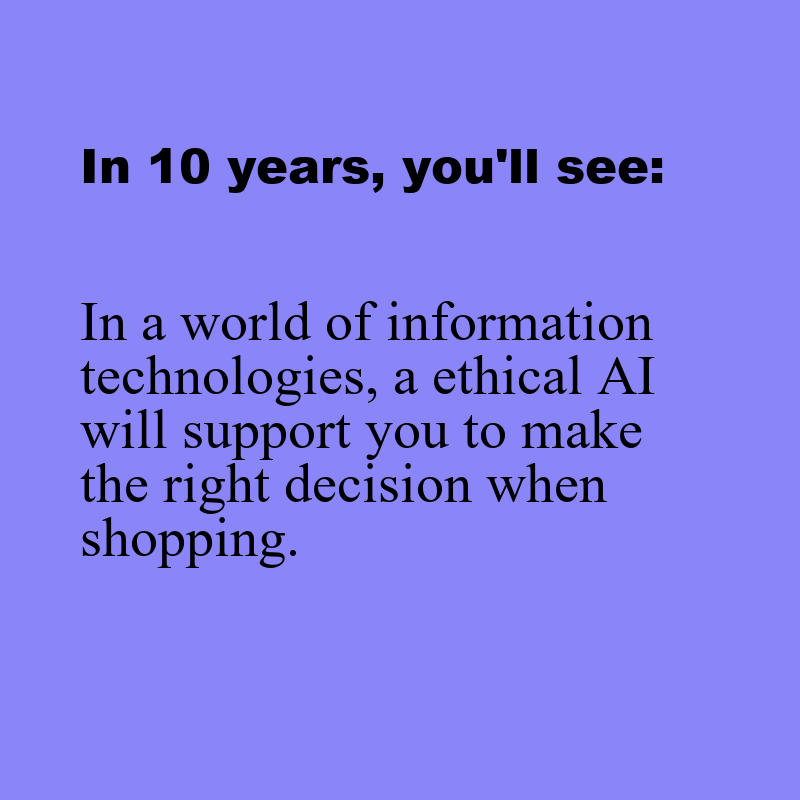 In 10 years, you'll see:
In a world of information
technologies, a ethical AI
will support you to make
the right decision when
shopping.